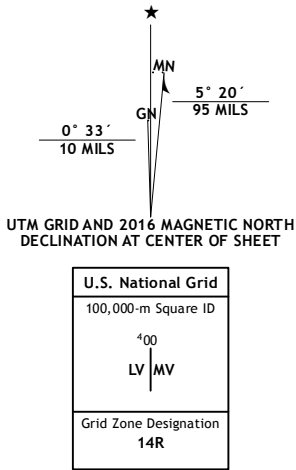 ★
MN
GN
5° 20´
95 MILS
0° 33´
10 MILS
UTM GRID AND 2016 MAGNETIC NORTH
DECLINATION AT CENTER OF SHEET
U.S. National Grid
100,000-m Square ID
⁴00
LV MV
Grid Zone Designation
14R